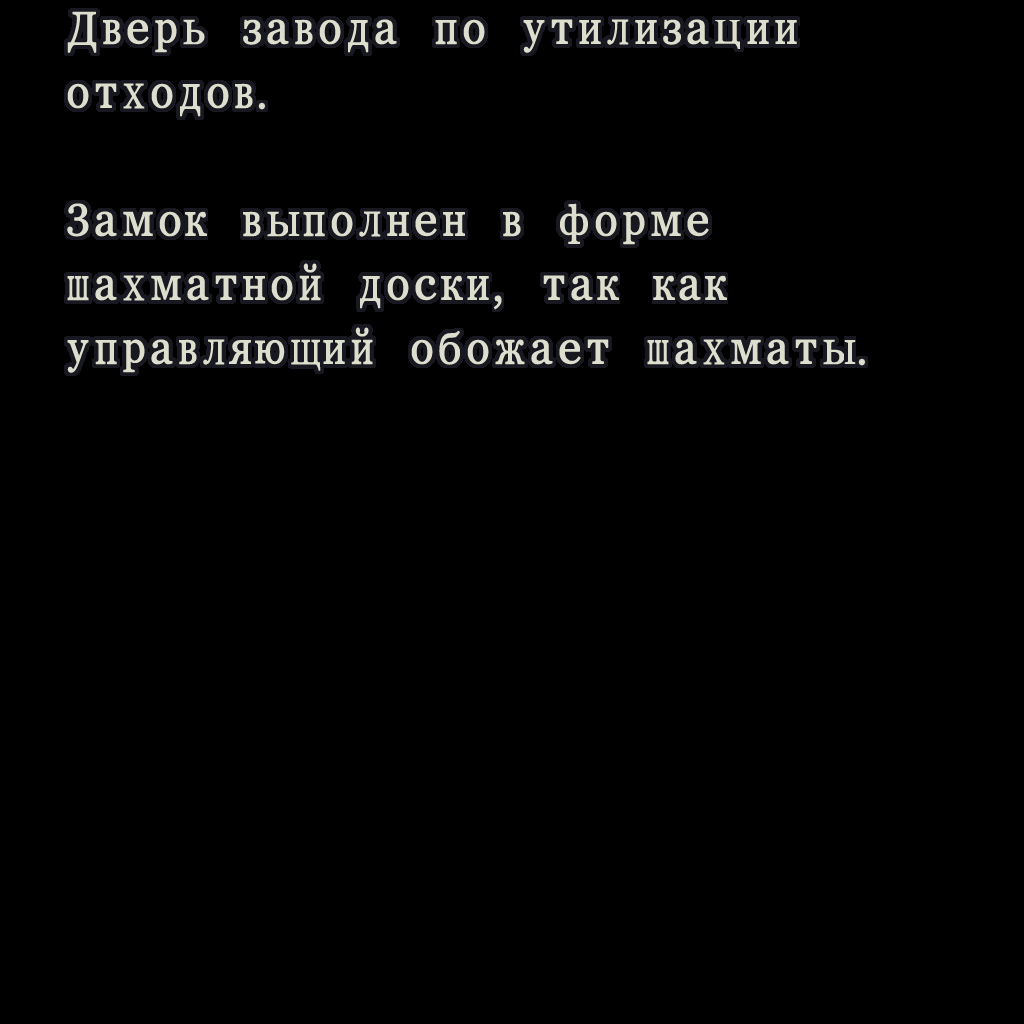 Дверь завода по утилизации
отходов.
Замок выполнен в форме
шахматной доски, так как
управляющий обожает шахматы.